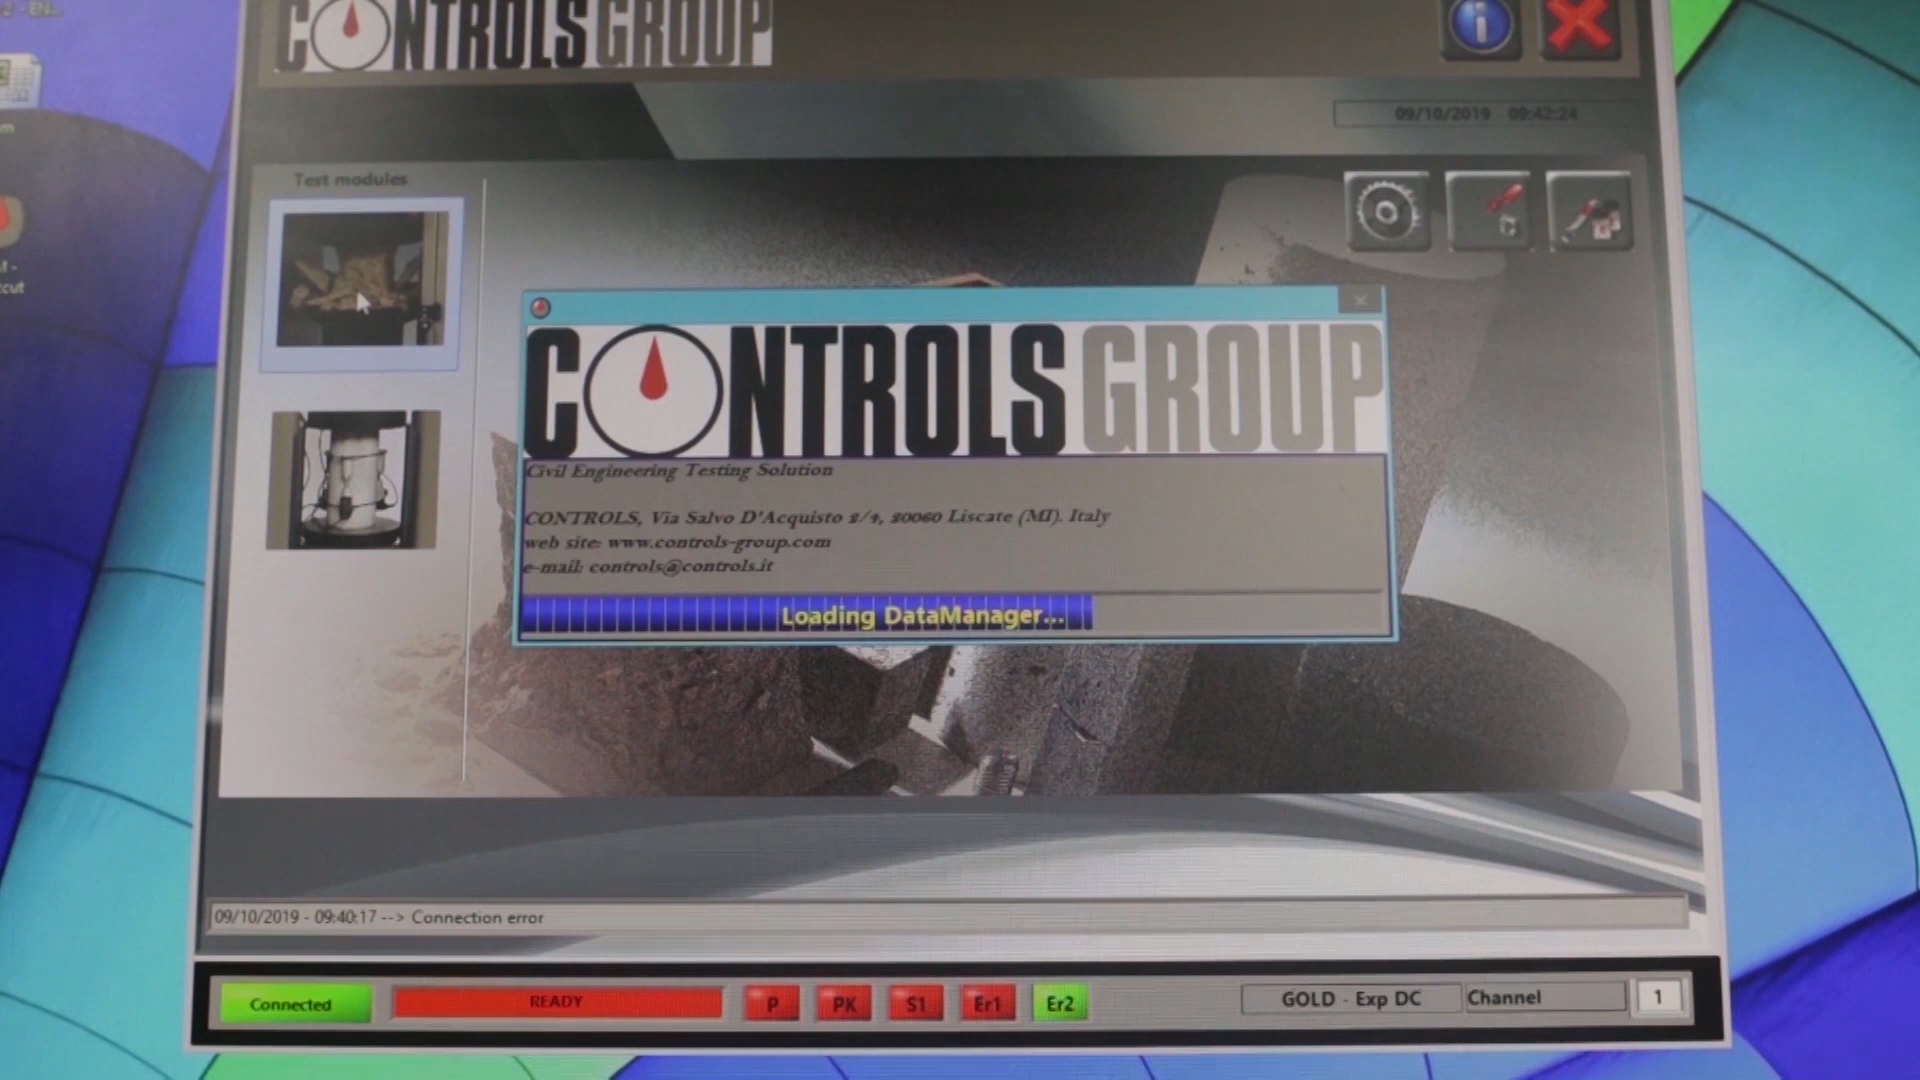 CONTROLS GROUP
09/10/2019 - 09:42:24
Test modules
CONTROLS GROUP
Civil Engineering Testing Solution
CONTROLS, Via Salvo D'Acquisto 2/4, 20060 Liscate (MI). Italy
web site: www.controls-group.com
e-mail: controls@controls.it
Loading DataManager...
09/10/2019 - 09:40:17 --> Connection error
Connected
READY
P
PK
S1
Er1
Er2
GOLD - Exp DC
Channel
1